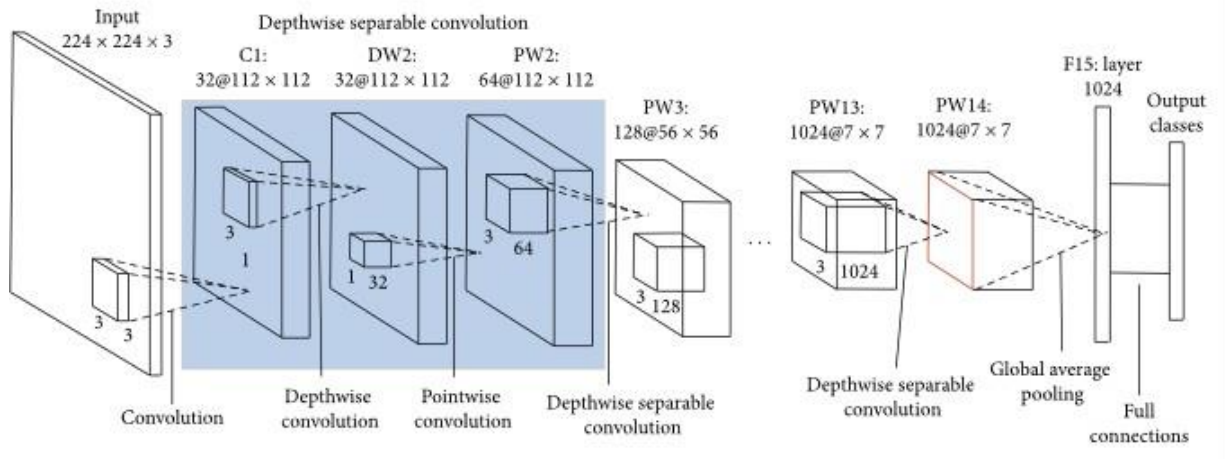 Input
224 × 224 × 3
Depthwise separable convolution
C1:
32@112 × 112
DW2:
32@112 × 112
PW2:
64@112 × 112
PW3:
128@56 × 56
PW13:
1024@7 × 7
PW14:
1024@7 × 7
F15: layer
1024
Output
classes
3
3
3
1
1
32
3
64
3
128
...
3
1024
Convolution
Depthwise
convolution
Pointwise
convolution
Depthwise separable
convolution
Depthwise separable
convolution
Global average
pooling
Full
connections